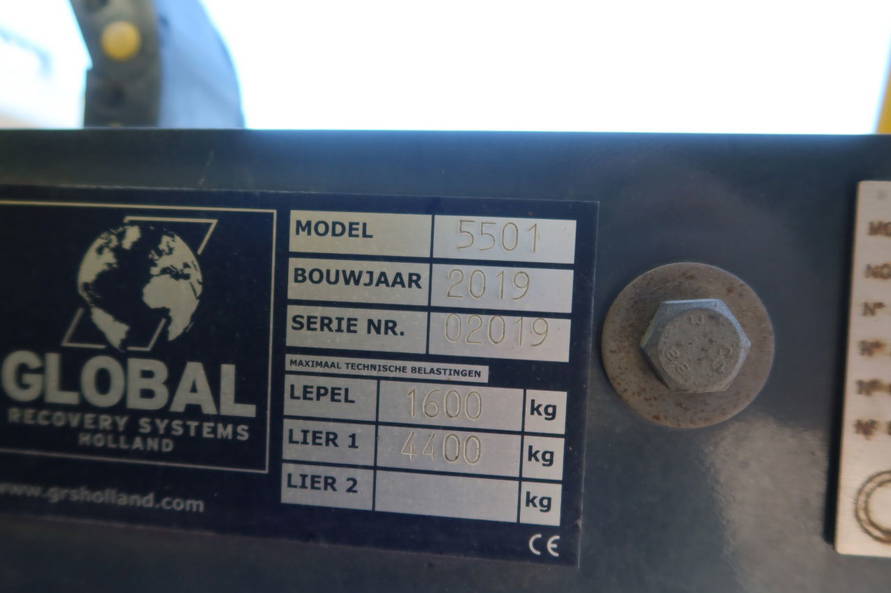 GLOBAL
RECOVERY SYSTEMS
HOLLAND
www.grsholland.com
MODEL 5501
BOUWJAAR 2019
SERIE NR. 02019
MAXIMAAL TECHNISCHE BELASTINGEN
LEPEL 1600 kg
LIER 1 4400 kg
LIER 2 kg
CE